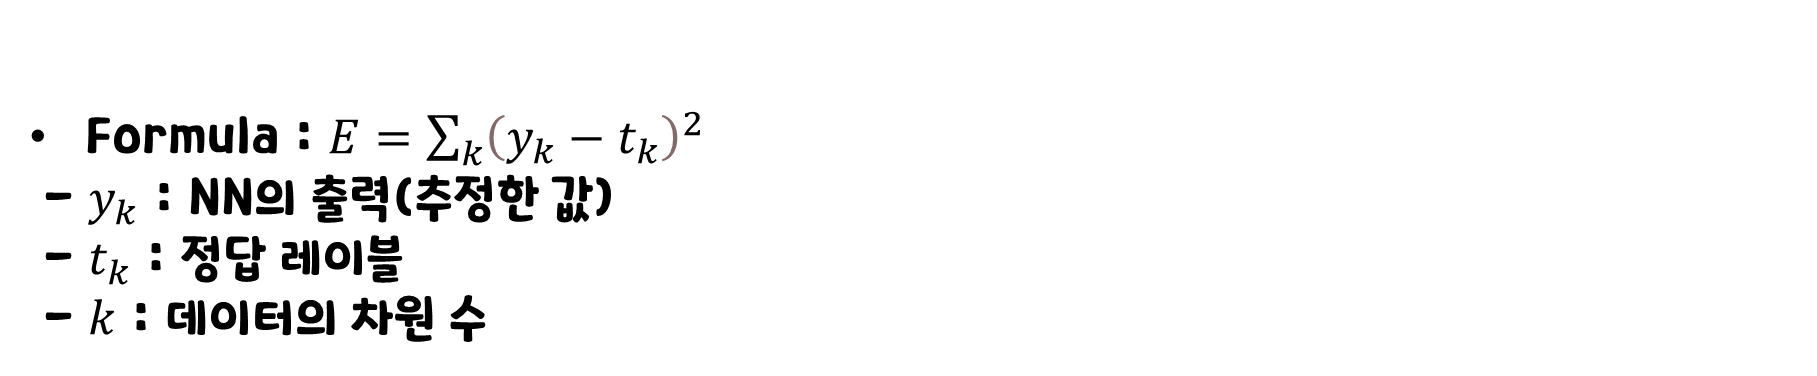 • Formula : E = ∑ₖ(yₖ − tₖ)²
– yₖ : NN의 출력(추정한 값)
– tₖ : 정답 레이블
– k : 데이터의 차원 수